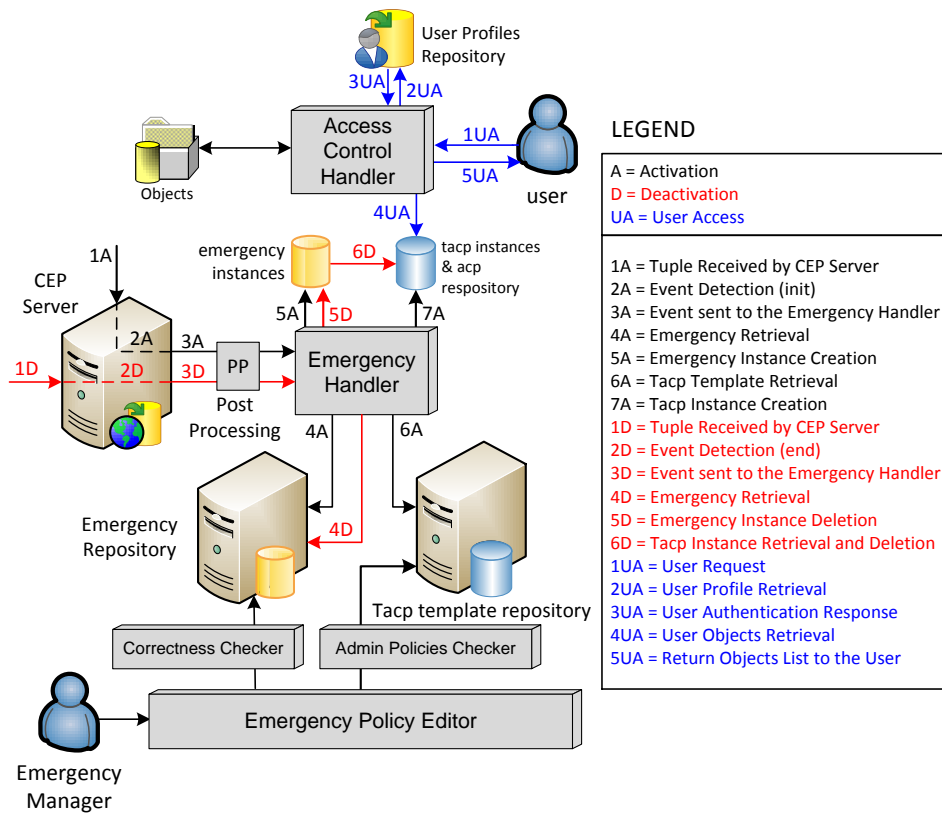 User Profiles
Repository
3UA
2UA
Access
Control
Handler
1UA
5UA
user
Objects
4UA
emergency
instances
6D
tacp instances
& acp
respository
1A
CEP
Server
5A
5D
7A
2A
3A
1D
2D
3D
PP
Post
Processing
Emergency
Handler
4A
6A
4D
Emergency
Repository
Tacp template repository
Correctness Checker
Admin Policies Checker
Emergency Policy Editor
Emergency
Manager
LEGEND
A = Activation
D = Deactivation
UA = User Access
1A = Tuple Received by CEP Server
2A = Event Detection (init)
3A = Event sent to the Emergency Handler
4A = Emergency Retrieval
5A = Emergency Instance Creation
6A = Tacp Template Retrieval
7A = Tacp Instance Creation
1D = Tuple Received by CEP Server
2D = Event Detection (end)
3D = Event sent to the Emergency Handler
4D = Emergency Retrieval
5D = Emergency Instance Deletion
6D = Tacp Instance Retrieval and Deletion
1UA = User Request
2UA = User Profile Retrieval
3UA = User Authentication Response
4UA = User Objects Retrieval
5UA = Return Objects List to the User